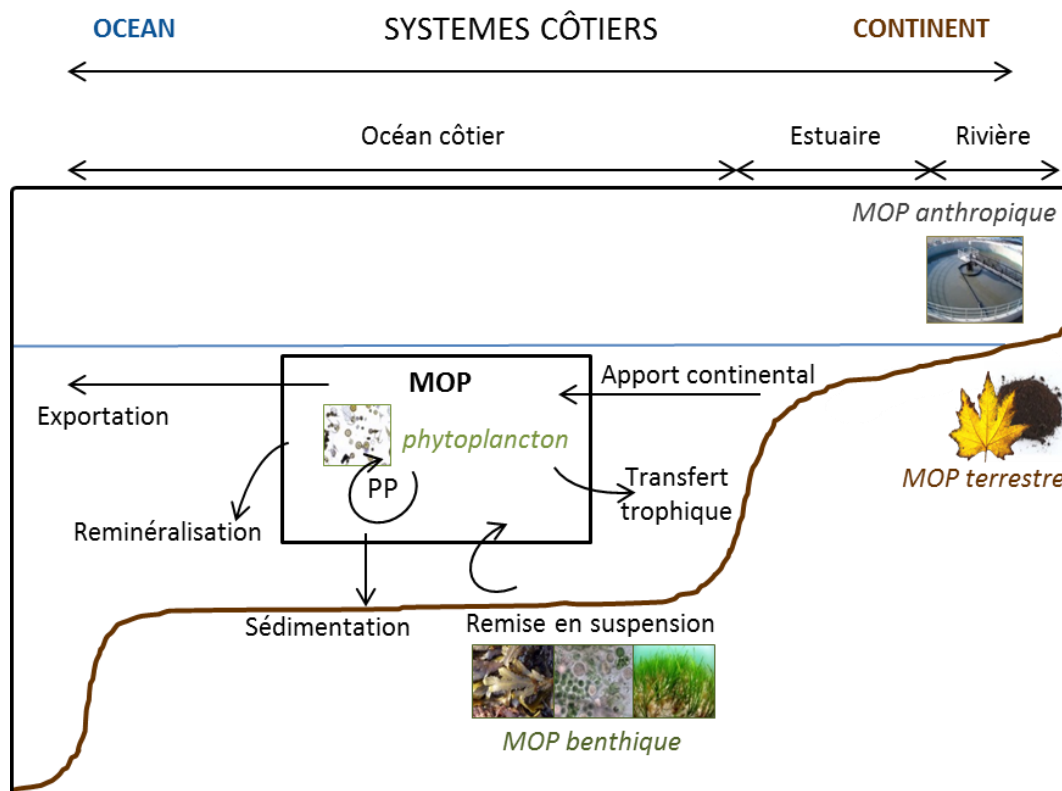 OCEAN
SYSTEMES CÔTIERS
CONTINENT
Océan côtier
Estuaire
Rivière
MOP anthropique
MOP
Apport continental
Exportation
phytoplancton
MOP terrestre
PP
Transfert
trophique
Reminéralisation
Sédimentation
Remise en suspension
MOP benthique